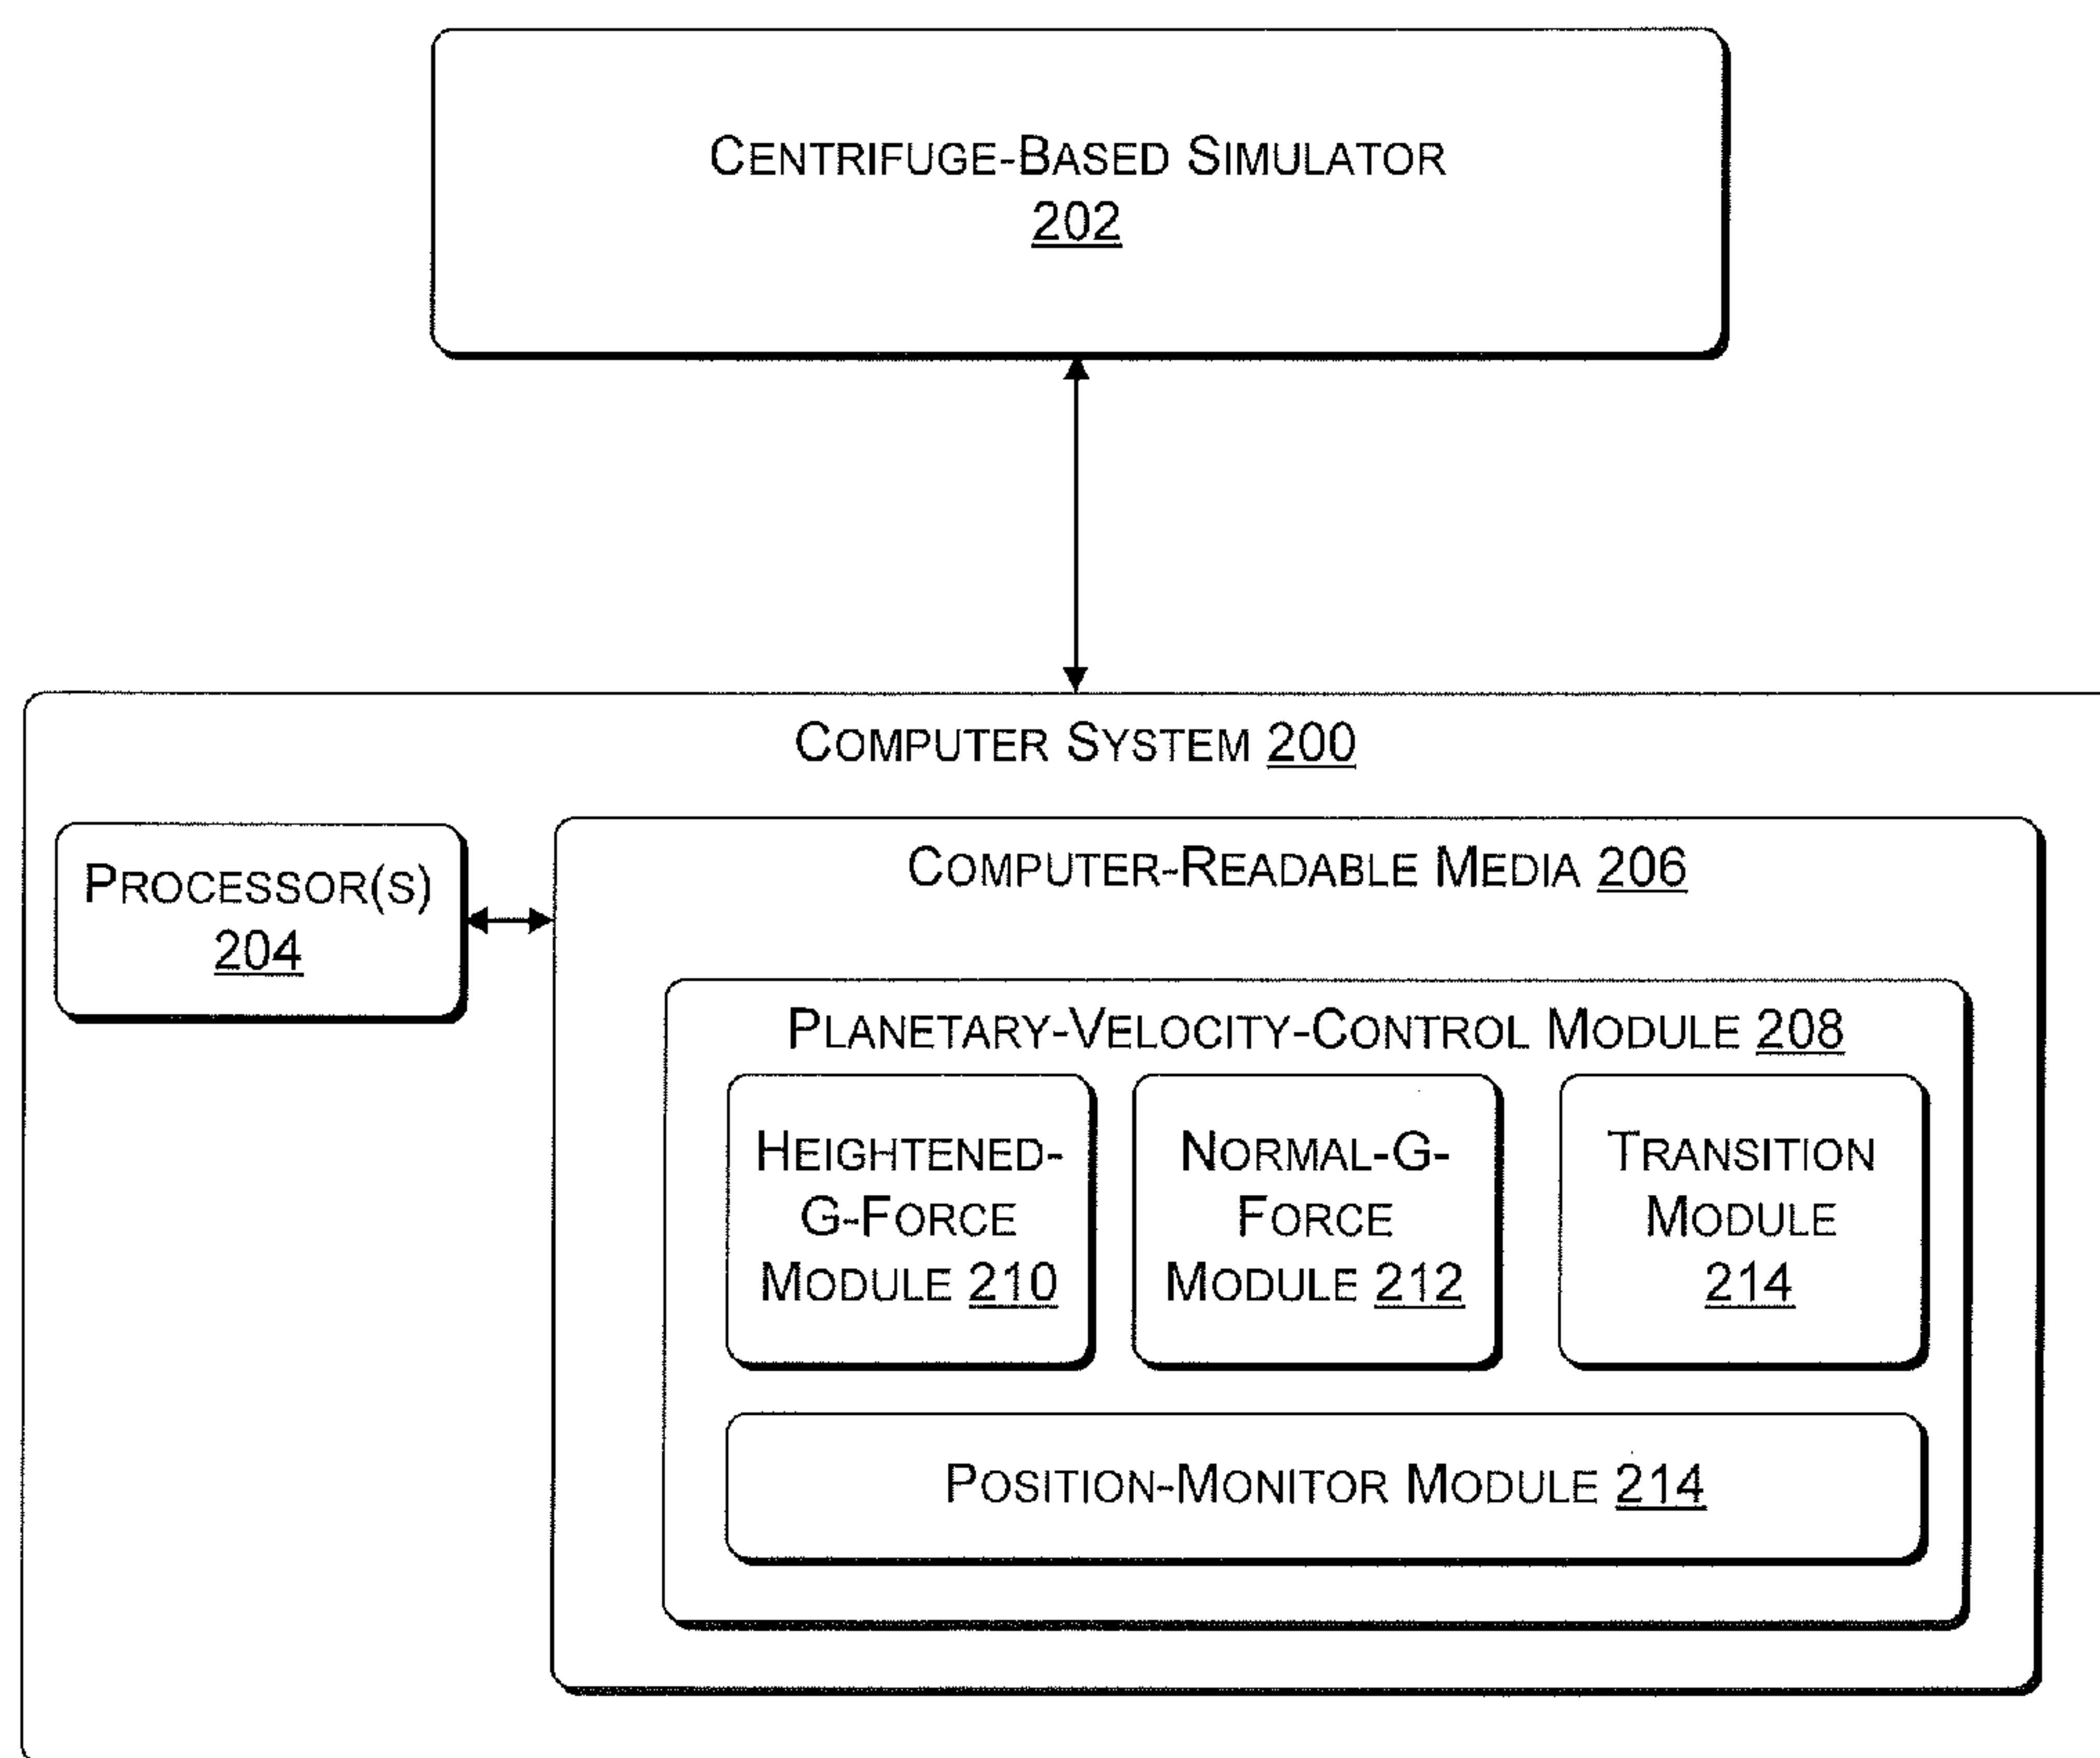 CENTRIFUGE-BASED SIMULATOR
202
COMPUTER SYSTEM 200
PROCESSOR(S)
204
COMPUTER-READABLE MEDIA 206
PLANETARY-VELOCITY-CONTROL MODULE 208
HEIGHTENED-
G-FORCE
MODULE 210
NORMAL-G-
FORCE
MODULE 212
TRANSITION
MODULE
214
POSITION-MONITOR MODULE 214